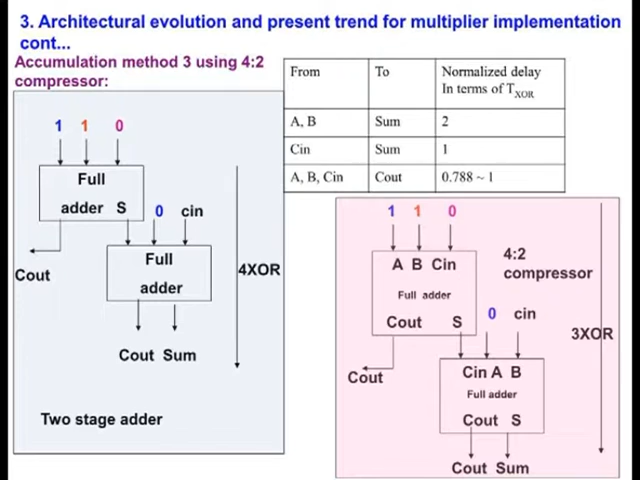 3. Architectural evolution and present trend for multiplier implementation
cont...
Accumulation method 3 using 4:2
compressor:
From To Normalized delay
In terms of TXOR
A, B Sum 2
Cin Sum 1
A, B, Cin Cout 0.788 ~ 1
1 1 0
Full
adder S
0 cin
Cout
Full
adder
4XOR
Cout Sum
Two stage adder
1 1 0
A B Cin
Full adder
Cout S
4:2
compressor
0 cin
3XOR
Cout
Cin A B
Full adder
Cout S
Cout Sum